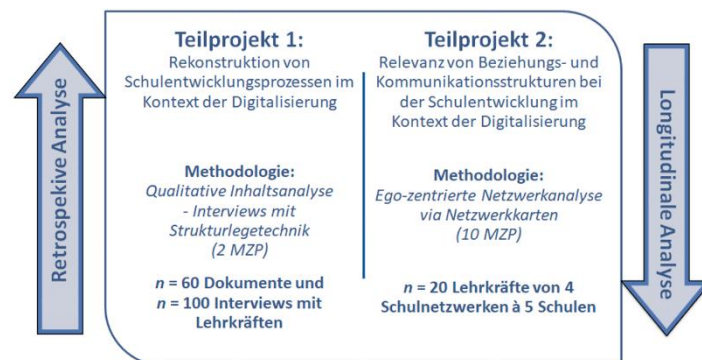 Retrospekive Analyse
Teilprojekt 1:
Rekonstruktion von
Schulentwicklungsprozessen im
Kontext der Digitalisierung
Methodologie:
Qualitative Inhaltsanalyse
- Interviews mit
Strukturlegetechnik
(2 MZP)
n = 60 Dokumente und
n = 100 Interviews mit
Lehrkräften
Teilprojekt 2:
Relevanz von Beziehungs- und
Kommunikationsstrukturen bei
der Schulentwicklung im
Kontext der Digitalisierung
Methodologie:
Ego-zentrierte Netzwerkanalyse
via Netzwerkkarten
(10 MZP)
n = 20 Lehrkräfte von 4
Schulnetzwerken à 5 Schulen
Longitudinale Analyse